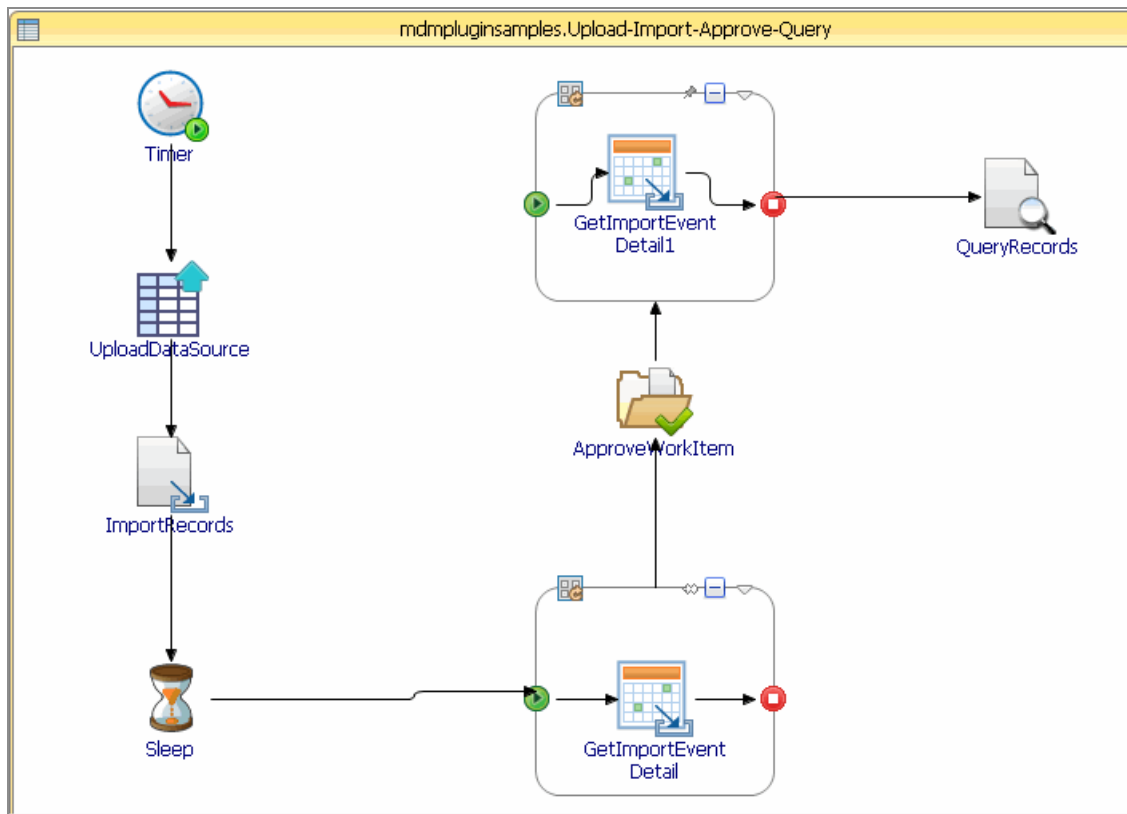 mdmpluginsamples.Upload-Import-Approve-Query
Timer
UploadDataSource
ImportRecords
Sleep
GetImportEvent
Detail
ApproveWorkItem
GetImportEvent
Detail1
QueryRecords